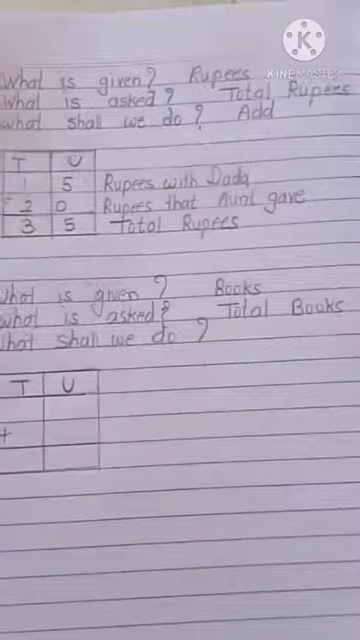 What is given? Rupees
What is asked? Total Rupees
What shall we do? Add
T U
1 5 Rupees with Dada
+ 2 0 Rupees that Aunt gave
3 5 Total Rupees
What is given? Books
What is asked? Total Books
What shall we do?
T U
+
K
KINEMASTER